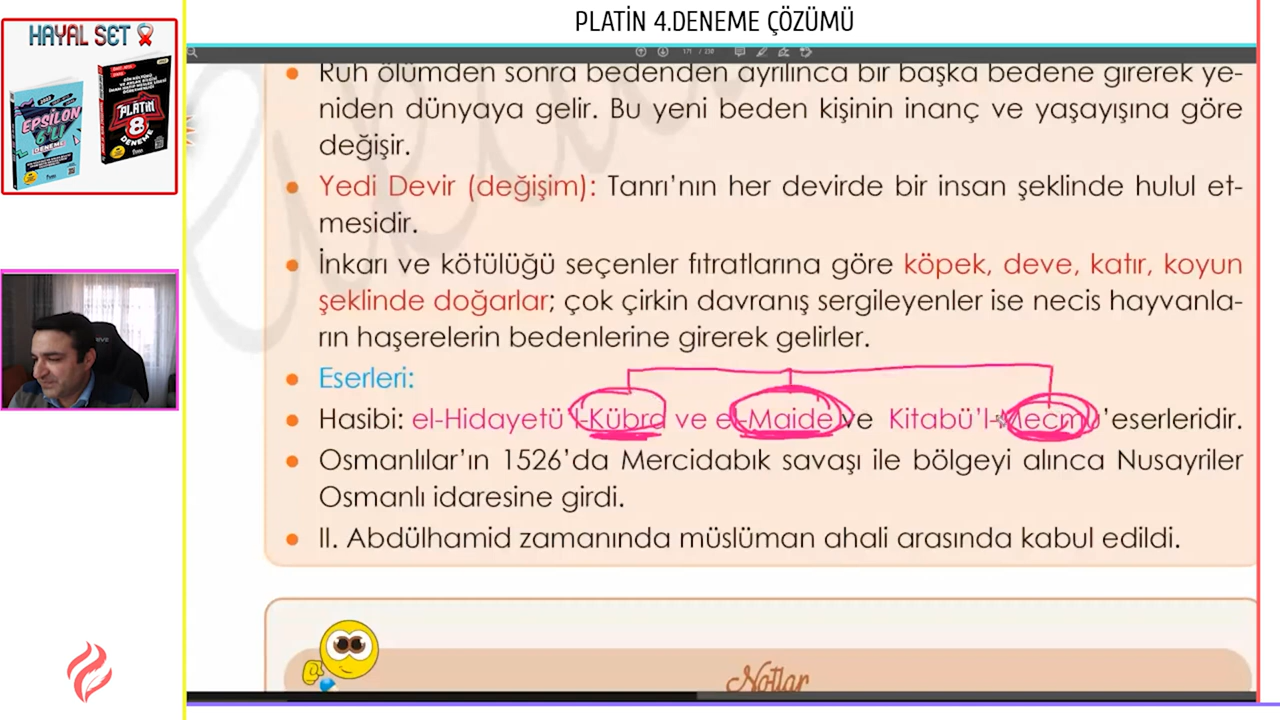 PLATİN 4.DENEME ÇÖZÜMÜ
HAYAL SET
EPSİLON
6'LI
DENEME
PLATİN
8
DENEME
Ruh ölümden sonra bedenden ayrılınca bir başka bedene girerek ye-
niden dünyaya gelir. Bu yeni beden kişinin inanç ve yaşayışına göre
değişir.
Yedi Devir (değişim): Tanrı'nın her devirde bir insan şeklinde hulul et-
mesidir.
İnkarı ve kötülüğü seçenler fıtratlarına göre köpek, deve, katır, koyun
şeklinde doğarlar; çok çirkin davranış sergileyenler ise necis hayvanla-
rın haşerelerin bedenlerine girerek gelirler.
Eserleri:
Hasibi: el-Hidayetü'l-Kübra ve el-Maide ve Kitabü'l-Mecmu'eserleridir.
Osmanlılar'ın 1526'da Mercidabık savaşı ile bölgeyi alınca Nusayriler
Osmanlı idaresine girdi.
II. Abdülhamid zamanında müslüman ahali arasında kabul edildi.
Notlar